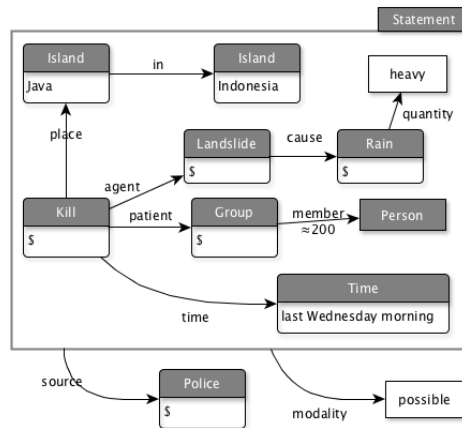 Statement
Island
Java
in
Island
Indonesia
heavy
place
quantity
Landslide
$
cause
Rain
$
agent
Kill
$
patient
Group
$
member
≈200
Person
time
Time
last Wednesday morning
source
Police
$
modality
possible